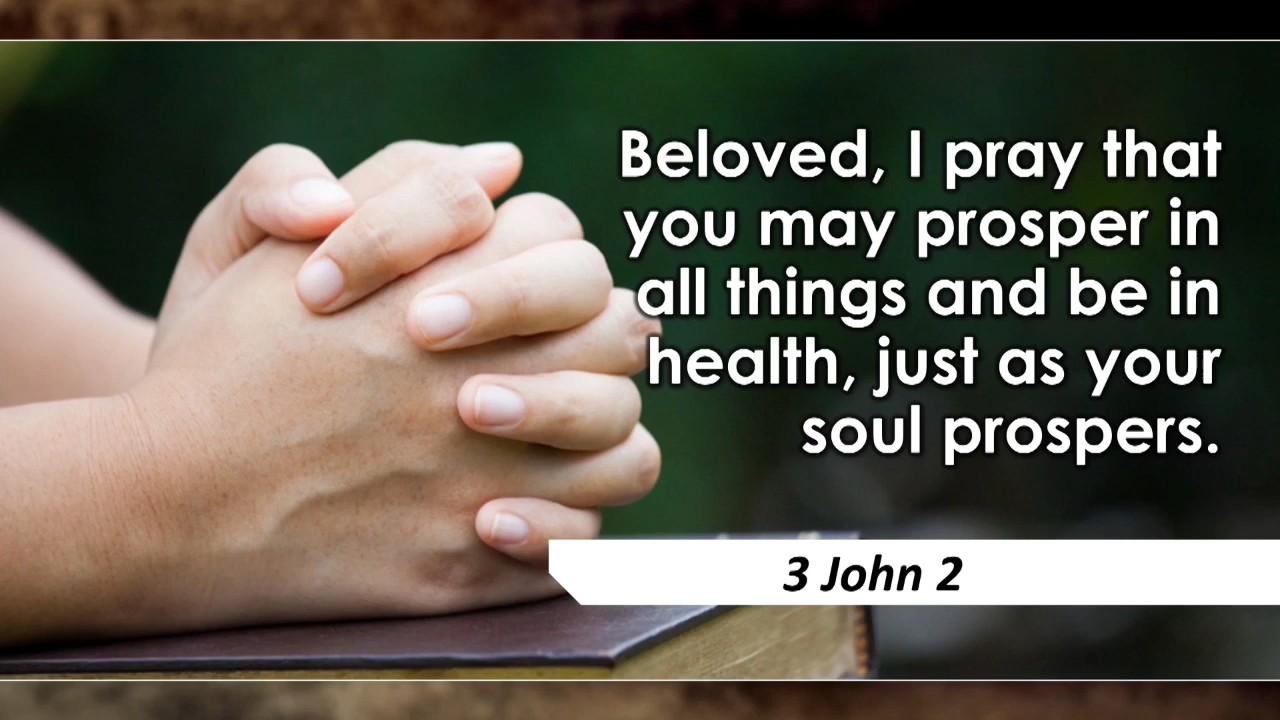 Beloved, I pray that
you may prosper in
all things and be in
health, just as your
soul prospers.
3 John 2